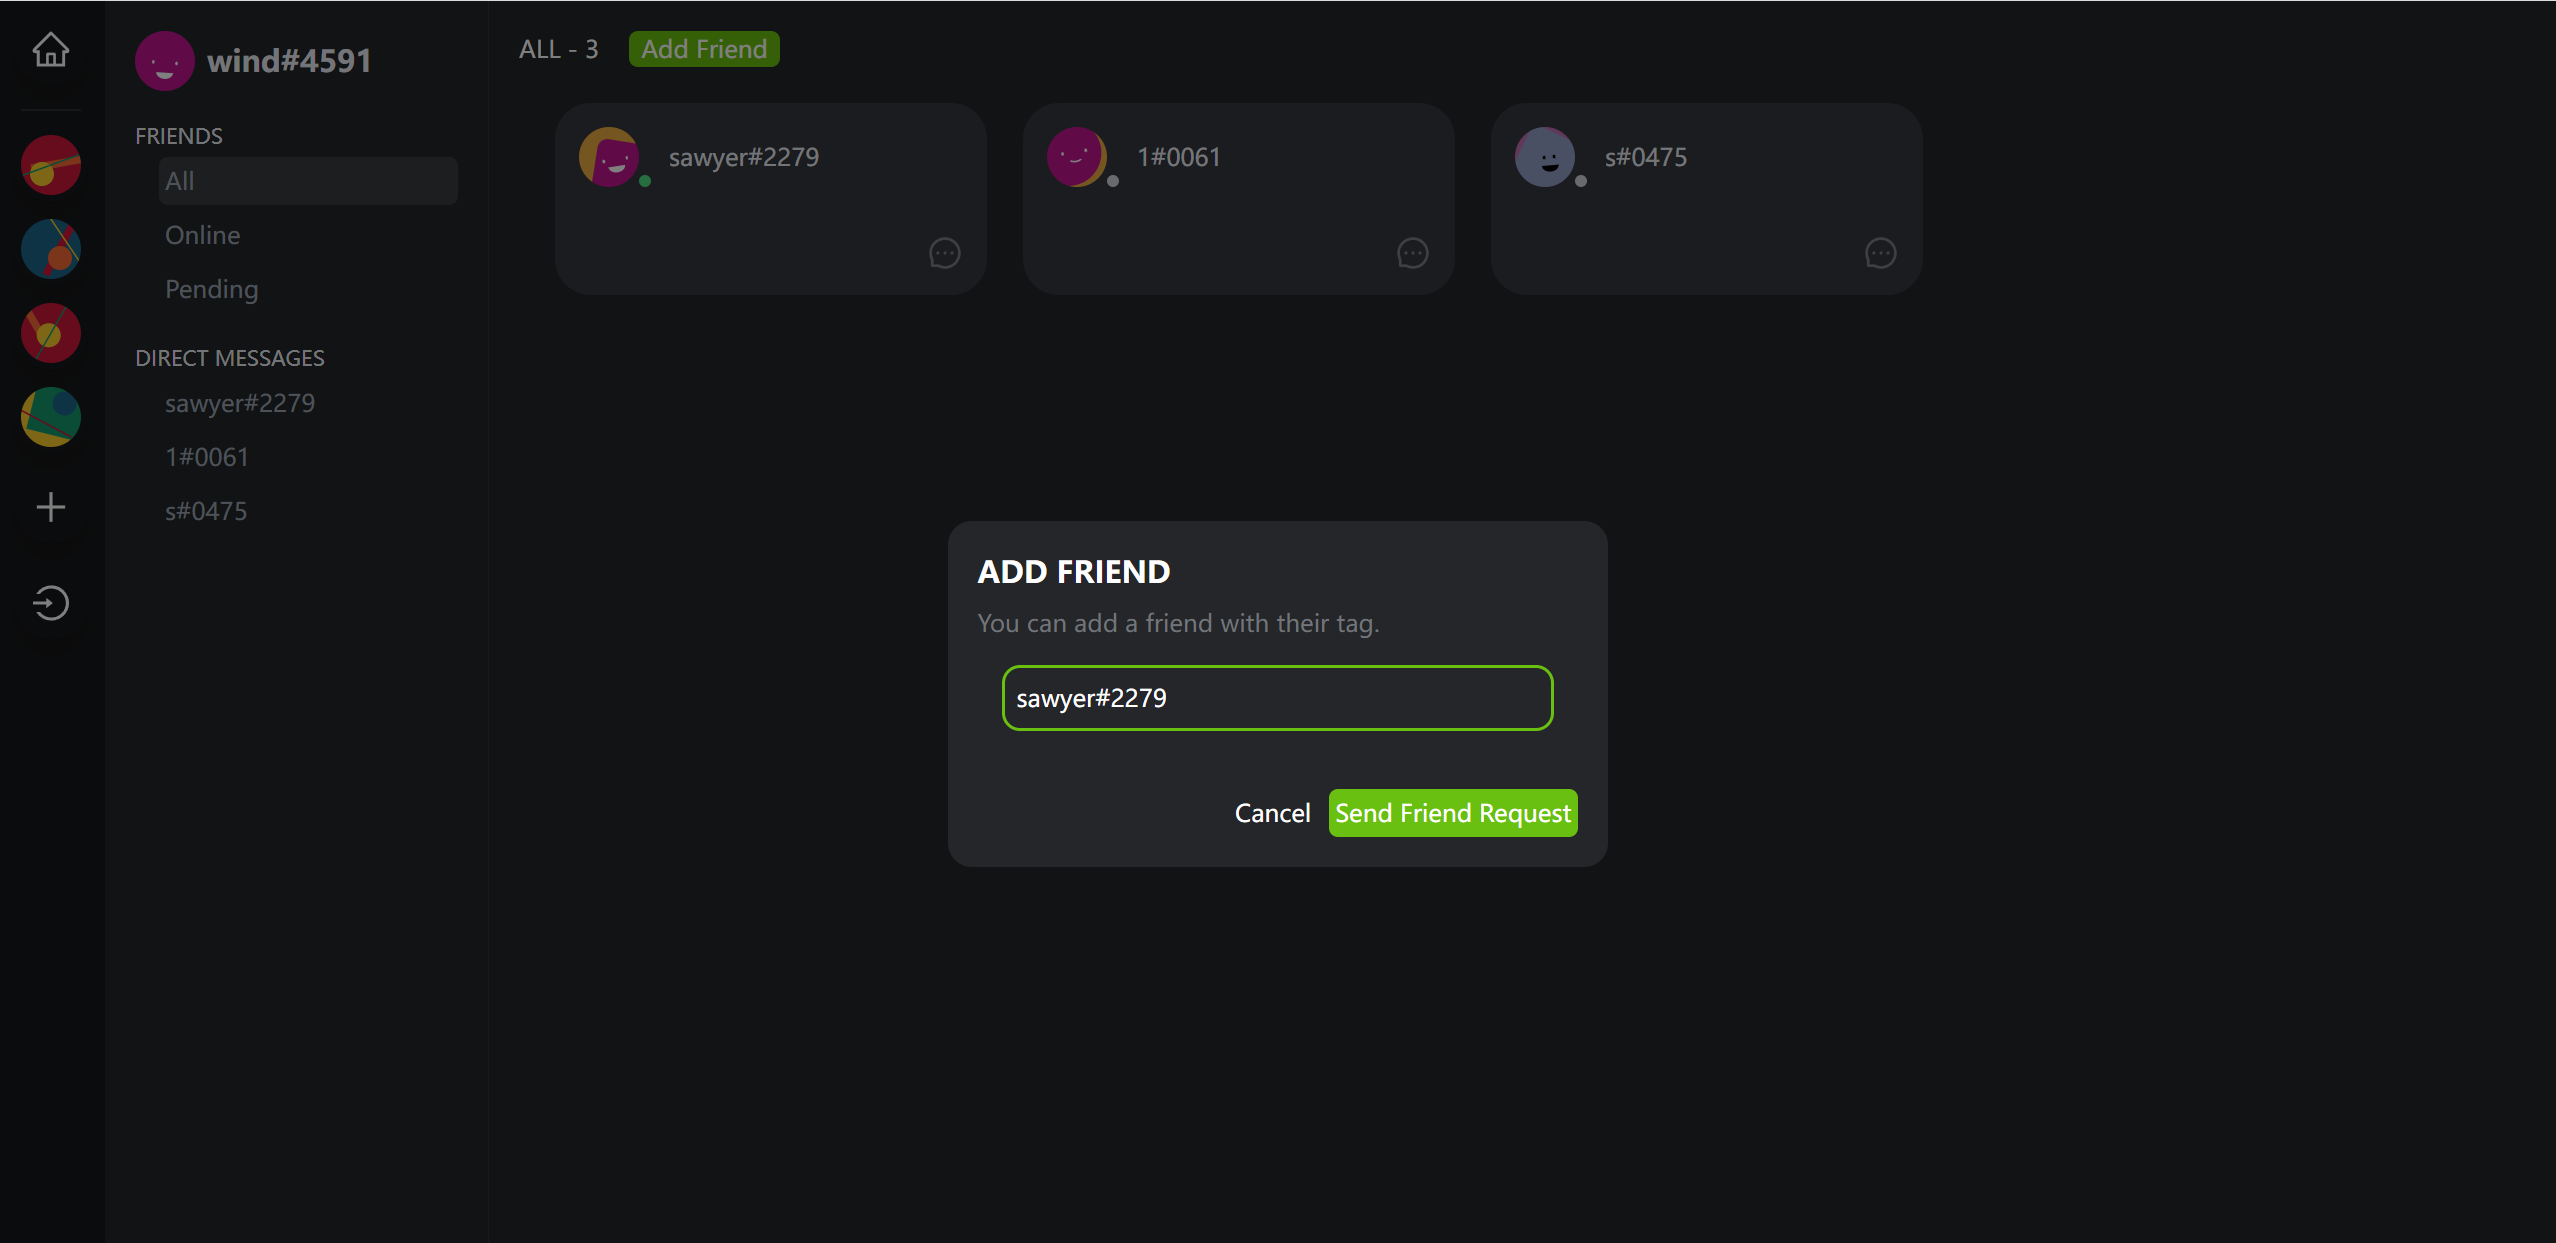 wind#4591
FRIENDS
All
Online
Pending
DIRECT MESSAGES
sawyer#2279
1#0061
s#0475
ALL - 3
Add Friend
sawyer#2279
1#0061
s#0475
ADD FRIEND
You can add a friend with their tag.
sawyer#2279
Cancel
Send Friend Request